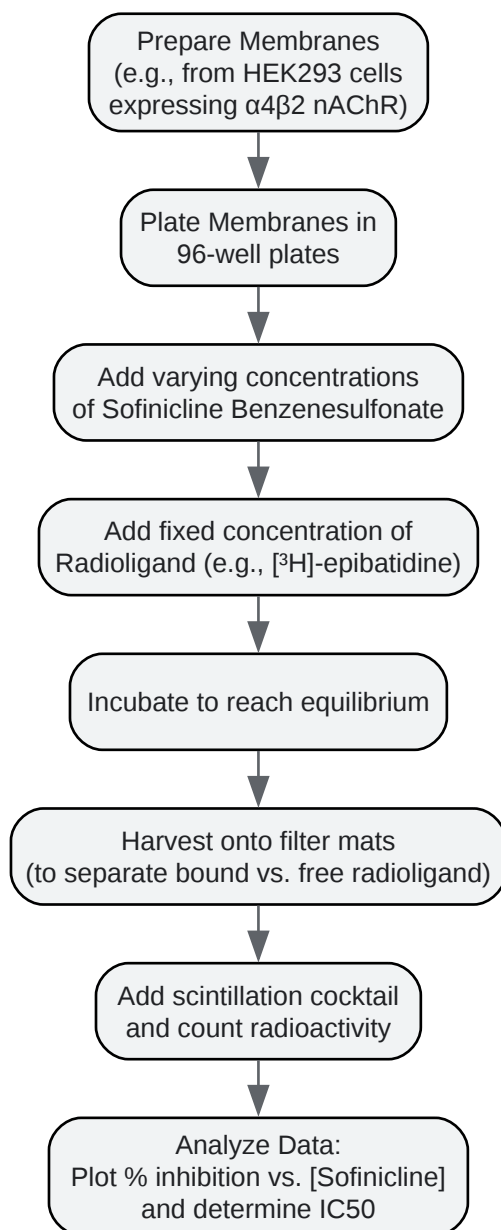 Prepare Membranes
(e.g., from HEK293 cells
expressing α4β2 nAChR)
Plate Membranes in
96-well plates
Add varying concentrations
of Sofinicline Benzenesulfonate
Add fixed concentration of
Radioligand (e.g., [³H]-epibatidine)
Incubate to reach equilibrium
Harvest onto filter mats
(to separate bound vs. free radioligand)
Add scintillation cocktail
and count radioactivity
Analyze Data:
Plot % inhibition vs. [Sofinicline]
and determine IC50